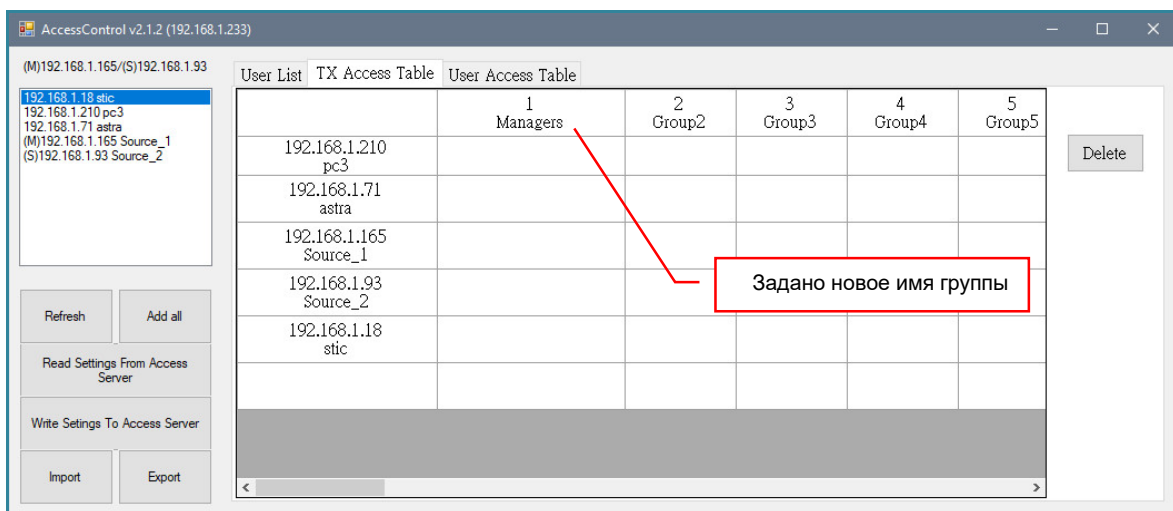 AccessControl v2.1.2 (192.168.1.233)
(M)192.168.1.165/(S)192.168.1.93
192.168.1.18 stic
192.168.1.210 pc3
192.168.1.71 astra
(M)192.168.1.165 Source_1
(S)192.168.1.93 Source_2
Refresh
Add all
Read Settings From Access
Server
Write Setings To Access Server
Import
Export
User List
TX Access Table
User Access Table
1
Managers
2
Group2
3
Group3
4
Group4
5
Group5
192.168.1.210
pc3
192.168.1.71
astra
192.168.1.165
Source_1
192.168.1.93
Source_2
192.168.1.18
stic
Задано новое имя группы
Delete